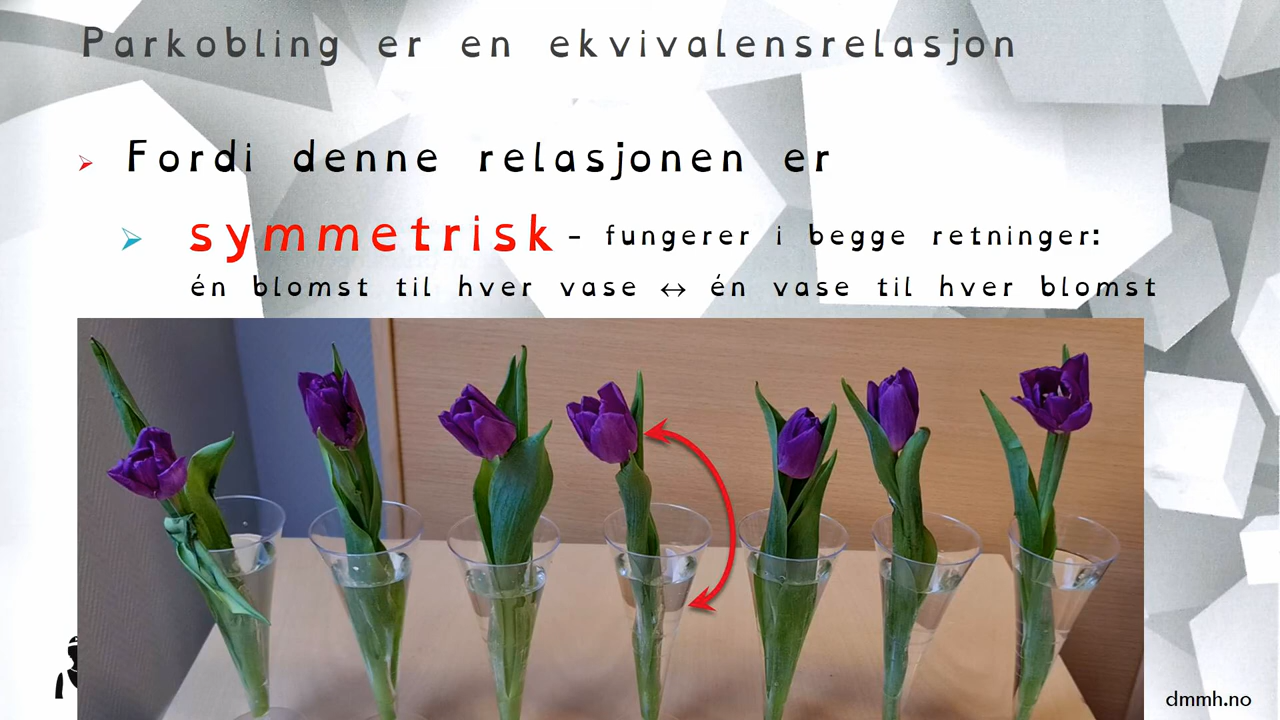 Parkobling er en ekvivalensrelasjon
Fordi denne relasjonen er
symmetrisk – fungerer i begge retninger:
én blomst til hver vase ↔ én vase til hver blomst
dmmh.no